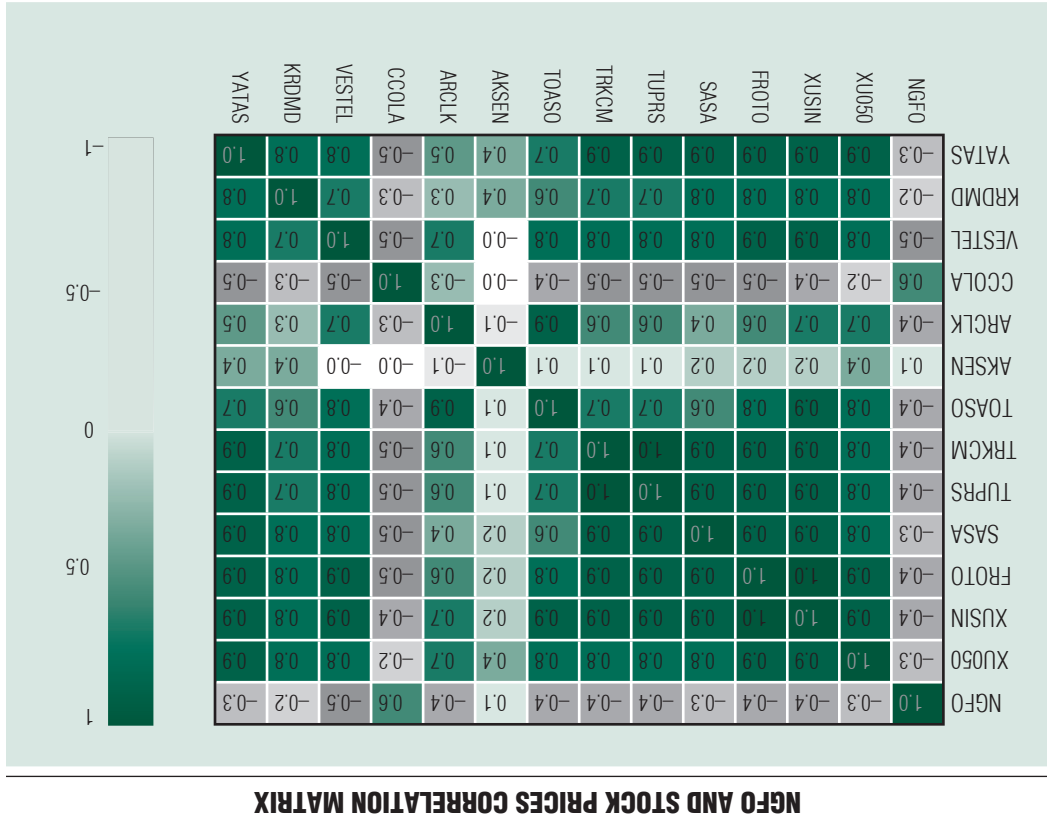 NGFO AND STOCK PRICES CORRELATION MATRIX
NGFO 1.0 –0.3 –0.4 –0.4 –0.3 –0.4 –0.4 –0.4 0.1 –0.4 0.6 –0.5 –0.2 –0.3
XU050 –0.3 1.0 0.9 0.9 0.8 0.8 0.8 0.8 0.4 0.7 –0.2 0.8 0.8 0.9
XUSIN –0.4 0.9 1.0 1.0 0.9 0.9 0.9 0.9 0.2 0.7 –0.4 0.9 0.8 0.9
FROTO –0.4 0.9 1.0 1.0 0.9 0.9 0.9 0.8 0.2 0.6 –0.5 0.9 0.8 0.9
SASA –0.3 0.8 0.9 0.9 1.0 0.9 0.9 0.6 0.2 0.4 –0.5 0.8 0.8 0.9
TUPRS –0.4 0.8 0.9 0.9 0.9 1.0 1.0 0.7 0.1 0.6 –0.5 0.8 0.7 0.9
TRKCM –0.4 0.8 0.9 0.9 0.9 1.0 1.0 0.7 0.1 0.6 –0.5 0.8 0.7 0.9
TOASO –0.4 0.8 0.9 0.8 0.6 0.7 0.7 1.0 0.1 0.9 –0.4 0.8 0.6 0.7
AKSEN 0.1 0.4 0.2 0.2 0.2 0.1 0.1 0.1 1.0 –0.1 –0.0 –0.0 0.4 0.4
ARCLK –0.4 0.7 0.7 0.6 0.4 0.6 0.6 0.9 –0.1 1.0 –0.3 0.7 0.3 0.5
CCOLA 0.6 –0.2 –0.4 –0.5 –0.5 –0.5 –0.5 –0.4 –0.0 –0.3 1.0 –0.5 –0.3 –0.5
VESTEL –0.5 0.8 0.9 0.9 0.8 0.8 0.8 0.8 –0.0 0.7 –0.5 1.0 0.7 0.8
KRDMD –0.2 0.8 0.8 0.8 0.8 0.7 0.7 0.6 0.4 0.3 –0.3 0.7 1.0 0.8
YATAS –0.3 0.9 0.9 0.9 0.9 0.9 0.9 0.7 0.4 0.5 –0.5 0.8 0.8 1.0
NGFO
XU050
XUSIN
FROTO
SASA
TUPRS
TRKCM
TOASO
AKSEN
ARCLK
CCOLA
VESTEL
KRDMD
YATAS
1
0.5
0
–0.5
–1